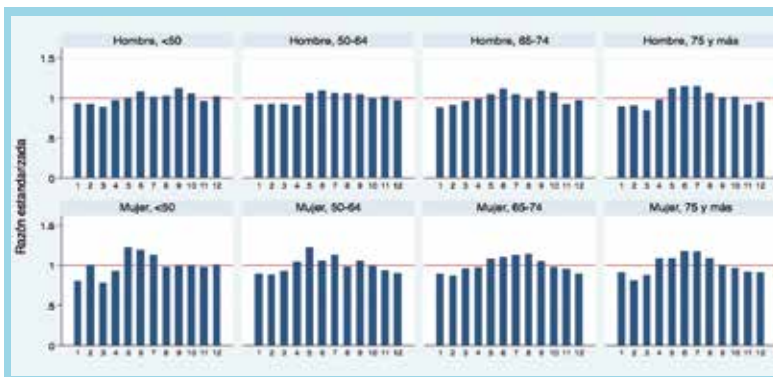 Razón estandarizada
Hombre, <50
Hombre, 50-64
Hombre, 65-74
Hombre, 75 y más
1.5
1
.5
0
1 2 3 4 5 6 7 8 9 10 11 12
1 2 3 4 5 6 7 8 9 10 11 12
1 2 3 4 5 6 7 8 9 10 11 12
1 2 3 4 5 6 7 8 9 10 11 12
Mujer, <50
Mujer, 50-64
Mujer, 65-74
Mujer, 75 y más
1.5
1
.5
0
1 2 3 4 5 6 7 8 9 10 11 12
1 2 3 4 5 6 7 8 9 10 11 12
1 2 3 4 5 6 7 8 9 10 11 12
1 2 3 4 5 6 7 8 9 10 11 12